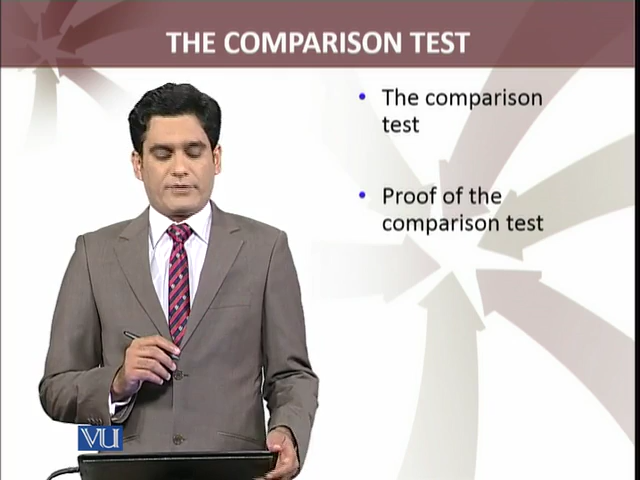 THE COMPARISON TEST
• The comparison
test
• Proof of the
comparison test
VU